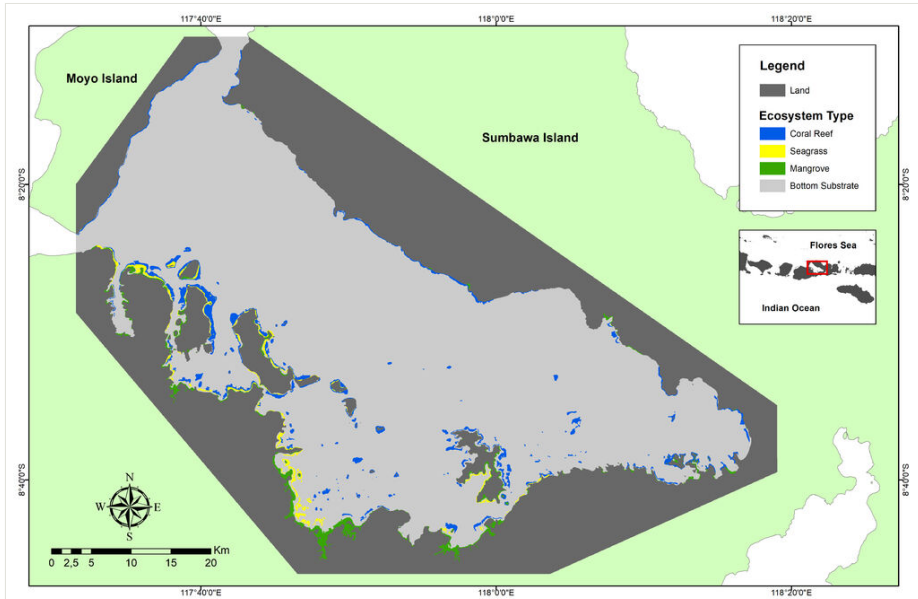 117°40'0"E 118°0'0"E 118°20'0"E
Moyo Island
Sumbawa Island
Legend
Land
Ecosystem Type
Coral Reef
Seagrass
Mangrove
Bottom Substrate
8°20'0"S 8°20'0"S
Flores Sea
Indian Ocean
8°40'0"S 8°40'0"S
N
W E
S
Km
0 2,5 5 10 15 20
117°40'0"E 118°0'0"E 118°20'0"E